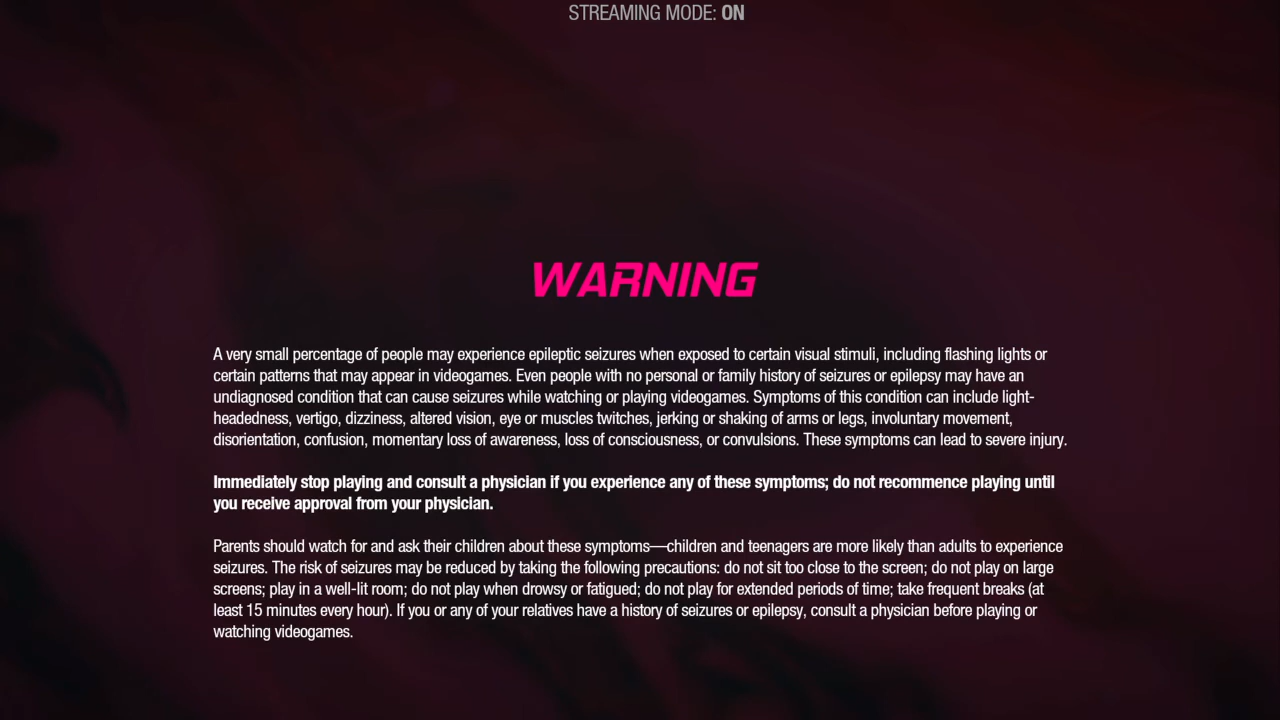 STREAMING MODE: ON
WARNING
A very small percentage of people may experience epileptic seizures when exposed to certain visual stimuli, including flashing lights or
certain patterns that may appear in videogames. Even people with no personal or family history of seizures or epilepsy may have an
undiagnosed condition that can cause seizures while watching or playing videogames. Symptoms of this condition can include light-
headedness, vertigo, dizziness, altered vision, eye or muscles twitches, jerking or shaking of arms or legs, involuntary movement,
disorientation, confusion, momentary loss of awareness, loss of consciousness, or convulsions. These symptoms can lead to severe injury.
Immediately stop playing and consult a physician if you experience any of these symptoms; do not recommence playing until
you receive approval from your physician.
Parents should watch for and ask their children about these symptoms—children and teenagers are more likely than adults to experience
seizures. The risk of seizures may be reduced by taking the following precautions: do not sit too close to the screen; do not play on large
screens; play in a well-lit room; do not play when drowsy or fatigued; do not play for extended periods of time; take frequent breaks (at
least 15 minutes every hour). If you or any of your relatives have a history of seizures or epilepsy, consult a physician before playing or
watching videogames.